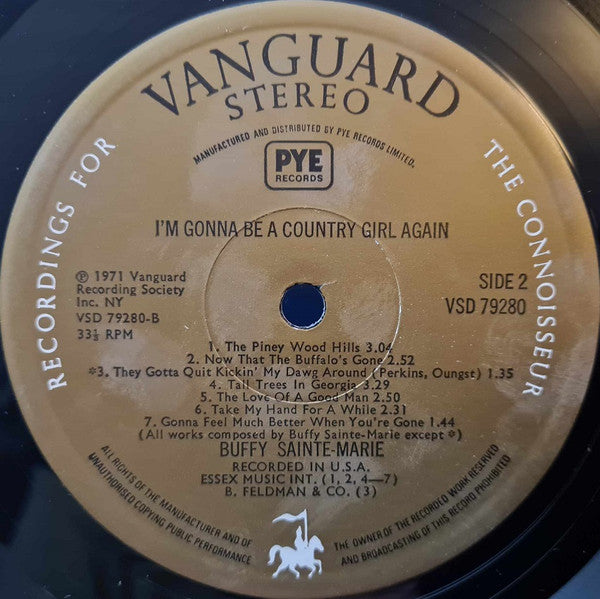 VANGUARD
STEREO
RECORDINGS FOR
THE CONNOISSEUR
MANUFACTURED AND DISTRIBUTED BY PYE RECORDS LIMITED.
PYE
RECORDS
I'M GONNA BE A COUNTRY GIRL AGAIN
℗ 1971 Vanguard
Recording Society
Inc. NY
VSD 79280-B
33⅓ RPM
SIDE 2
VSD 79280
1. The Piney Wood Hills 3.04
2. Now That The Buffalo's Gone 2.52
*3. They Gotta Quit Kickin' My Dawg Around (Perkins, Oungst) 1.35
4. Tall Trees In Georgia 3.29
5. The Love Of A Good Man 2.50
6. Take My Hand For A While 2.31
7. Gonna Feel Much Better When You're Gone 1.44
(All works composed by Buffy Sainte-Marie except *)
BUFFY SAINTE-MARIE
RECORDED IN U.S.A.
ESSEX MUSIC INT. (1, 2, 4—7)
B. FELDMAN & CO. (3)
ALL RIGHTS OF THE MANUFACTURER AND OF
THE OWNER OF THE RECORDED WORK RESERVED
UNAUTHORISED COPYING PUBLIC PERFORMANCE
AND BROADCASTING OF THIS RECORD PROHIBITED